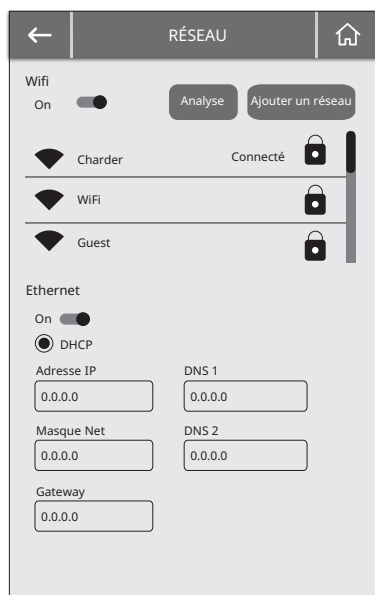 RÉSEAU
Wifi
On
Analyse
Ajouter un réseau
Charder
Connecté
WiFi
Guest
Ethernet
On
DHCP
Adresse IP
DNS 1
0.0.0.0
0.0.0.0
Masque Net
DNS 2
0.0.0.0
0.0.0.0
Gateway
0.0.0.0